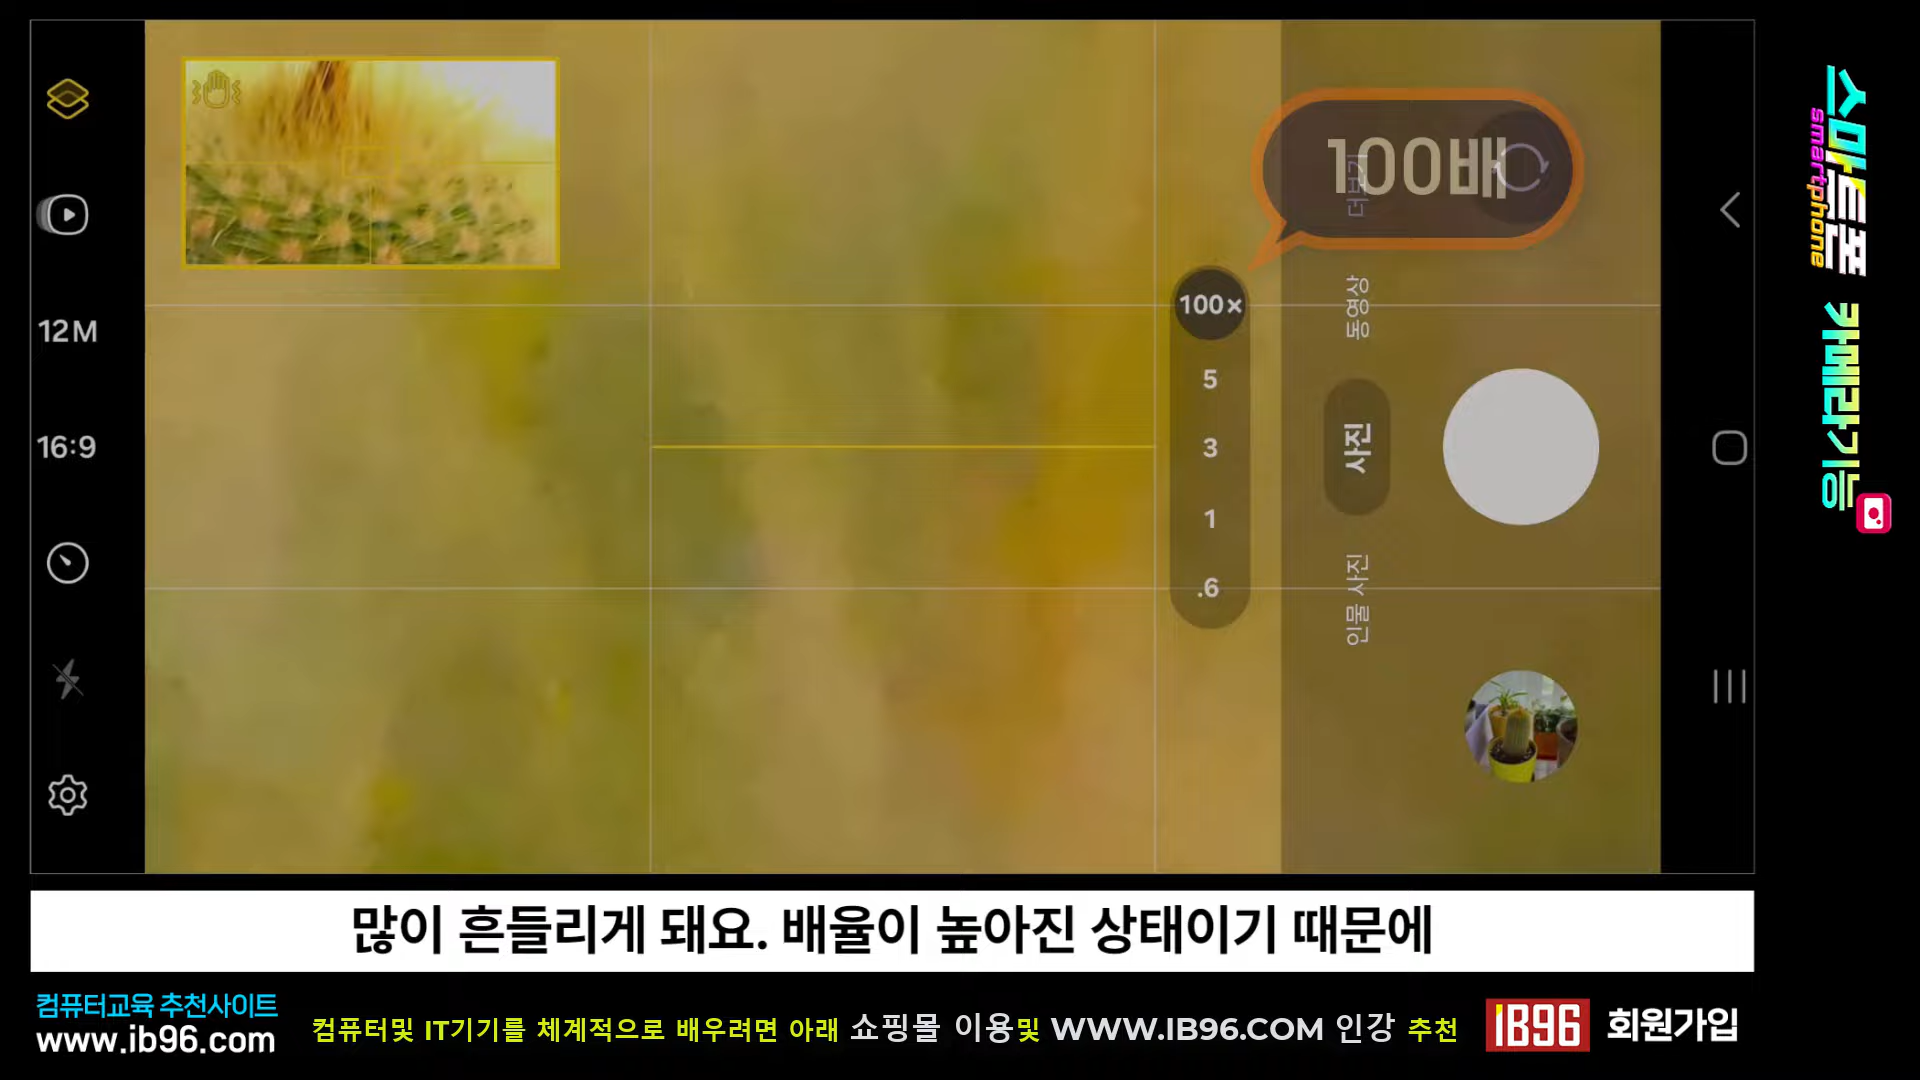 12M
16:9
100배
더보기
100×
5
3
1
.6
동영상
사진
인물 사진
스마트폰
smartphone
카메라기능
많이 흔들리게 돼요. 배율이 높아진 상태이기 때문에
컴퓨터교육 추천사이트
www.ib96.com
컴퓨터및 IT기기를 체계적으로 배우려면 아래 쇼핑몰 이용및 WWW.IB96.COM 인강 추천
IB96 회원가입